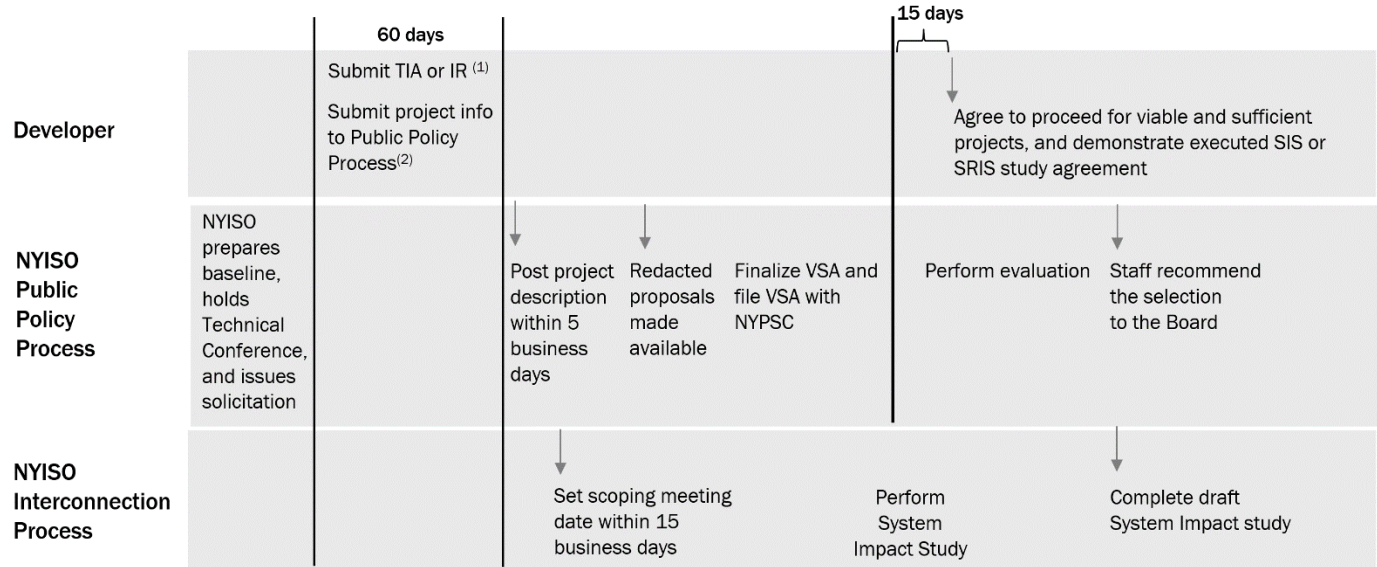 15 days
60 days
Developer
Submit TIA or IR (1)
Submit project info
to Public Policy
Process(2)
Agree to proceed for viable and sufficient
projects, and demonstrate executed SIS or
SRIS study agreement
NYISO
Public
Policy
Process
NYISO
prepares
baseline,
holds
Technical
Conference,
and issues
solicitation
Post project
description
within 5
business
days
Redacted
proposals
made
available
Finalize VSA and
file VSA with
NYPSC
Perform evaluation
Staff recommend
the selection
to the Board
NYISO
Interconnection
Process
Set scoping meeting
date within 15
business days
Perform
System
Impact Study
Complete draft
System Impact study